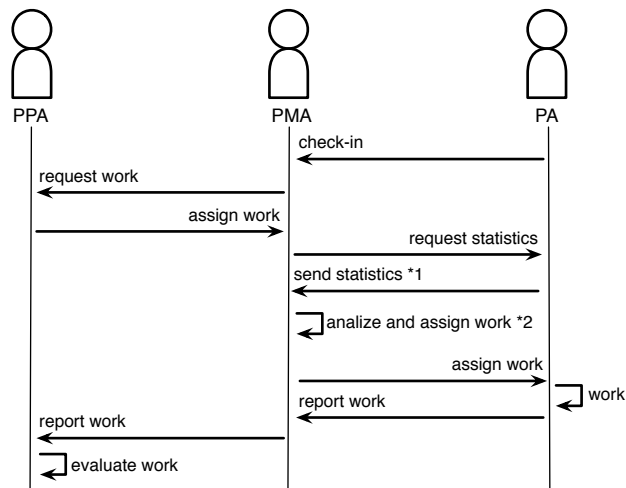 PPA
PMA
PA
check-in
request work
assign work
request statistics
send statistics *1
analize and assign work *2
assign work
work
report work
report work
evaluate work